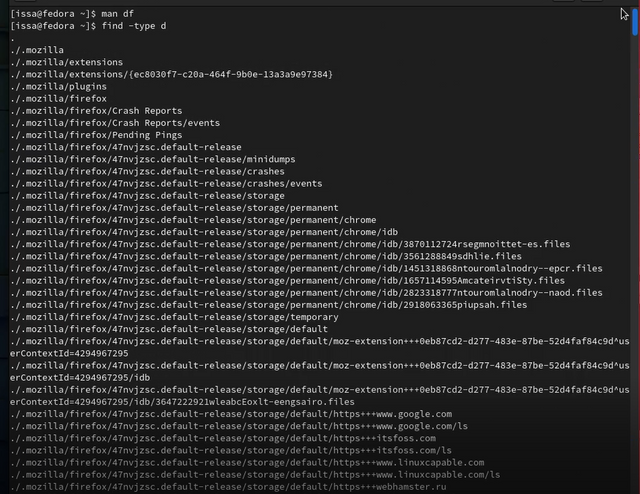 [issa@fedora ~]$ man df
[issa@fedora ~]$ find -type d
.
./.mozilla
./.mozilla/extensions
./.mozilla/extensions/{ec8030f7-c20a-464f-9b0e-13a3a9e97384}
./.mozilla/plugins
./.mozilla/firefox
./.mozilla/firefox/Crash Reports
./.mozilla/firefox/Crash Reports/events
./.mozilla/firefox/Pending Pings
./.mozilla/firefox/47nvjzsc.default-release
./.mozilla/firefox/47nvjzsc.default-release/minidumps
./.mozilla/firefox/47nvjzsc.default-release/crashes
./.mozilla/firefox/47nvjzsc.default-release/crashes/events
./.mozilla/firefox/47nvjzsc.default-release/storage
./.mozilla/firefox/47nvjzsc.default-release/storage/permanent
./.mozilla/firefox/47nvjzsc.default-release/storage/permanent/chrome
./.mozilla/firefox/47nvjzsc.default-release/storage/permanent/chrome/idb
./.mozilla/firefox/47nvjzsc.default-release/storage/permanent/chrome/idb/3870112724rsegmnoittet-es.files
./.mozilla/firefox/47nvjzsc.default-release/storage/permanent/chrome/idb/3561288849sdhlie.files
./.mozilla/firefox/47nvjzsc.default-release/storage/permanent/chrome/idb/1451318868ntouromlalnodry--epcr.files
./.mozilla/firefox/47nvjzsc.default-release/storage/permanent/chrome/idb/1657114595AmcateirvtiSty.files
./.mozilla/firefox/47nvjzsc.default-release/storage/permanent/chrome/idb/2823318777ntouromlalnodry--naod.files
./.mozilla/firefox/47nvjzsc.default-release/storage/permanent/chrome/idb/2918063365piupsah.files
./.mozilla/firefox/47nvjzsc.default-release/storage/temporary
./.mozilla/firefox/47nvjzsc.default-release/storage/default
./.mozilla/firefox/47nvjzsc.default-release/storage/default/moz-extension+++0eb87cd2-d277-483e-87be-52d4faf84c9d^us
erContextId=4294967295
./.mozilla/firefox/47nvjzsc.default-release/storage/default/moz-extension+++0eb87cd2-d277-483e-87be-52d4faf84c9d^us
erContextId=4294967295/idb
./.mozilla/firefox/47nvjzsc.default-release/storage/default/moz-extension+++0eb87cd2-d277-483e-87be-52d4faf84c9d^us
erContextId=4294967295/idb/3647222921wleabcEoxlt-eengsairo.files
./.mozilla/firefox/47nvjzsc.default-release/storage/default/https+++www.google.com
./.mozilla/firefox/47nvjzsc.default-release/storage/default/https+++www.google.com/ls
./.mozilla/firefox/47nvjzsc.default-release/storage/default/https+++itsfoss.com
./.mozilla/firefox/47nvjzsc.default-release/storage/default/https+++itsfoss.com/ls
./.mozilla/firefox/47nvjzsc.default-release/storage/default/https+++www.linuxcapable.com
./.mozilla/firefox/47nvjzsc.default-release/storage/default/https+++www.linuxcapable.com/ls
./.mozilla/firefox/47nvjzsc.default-release/storage/default/https+++webhamster.ru